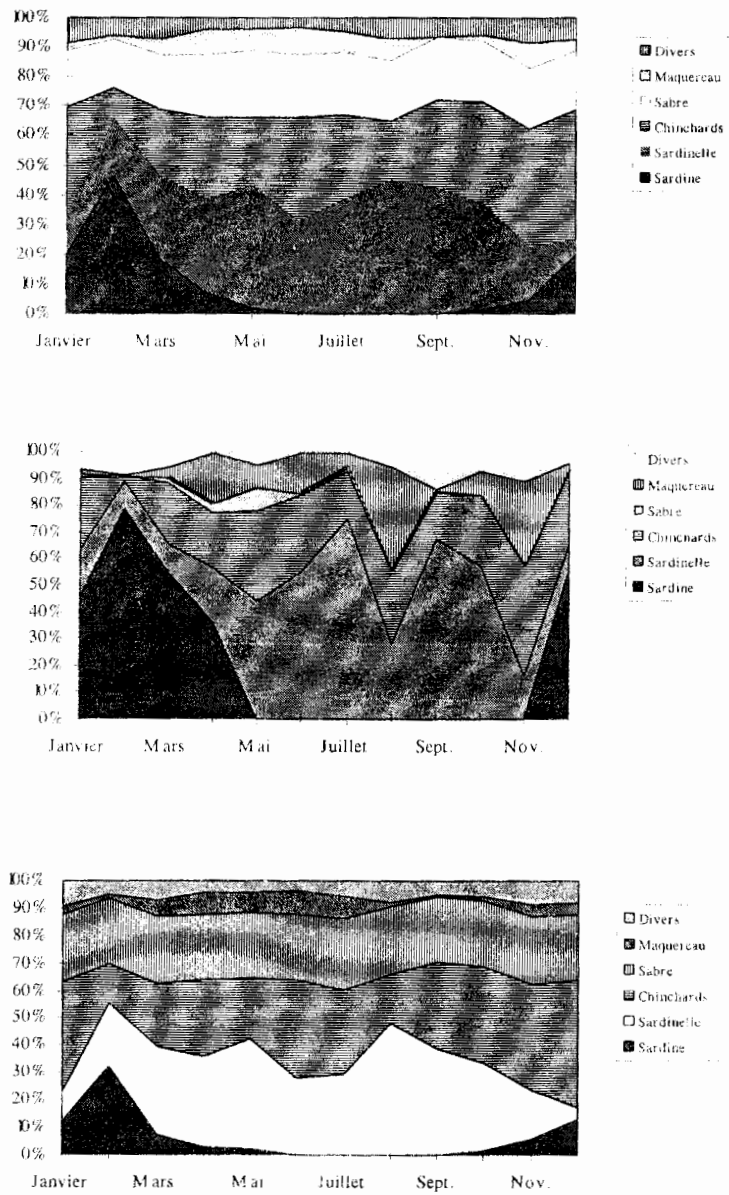 100%
90%
80%
70%
60%
50%
40%
30%
20%
10%
0%
Janvier Mars Mai Juillet Sept. Nov.
Divers
Maquereau
Sabre
Chinchards
Sardinelle
Sardine
100%
90%
80%
70%
60%
50%
40%
30%
20%
10%
0%
Janvier Mars Mai Juillet Sept. Nov.
Divers
Maquereau
Sabre
Chinchards
Sardinelle
Sardine
100%
90%
80%
70%
60%
50%
40%
30%
20%
10%
0%
Janvier Mars Mai Juillet Sept. Nov.
Divers
Maquereau
Sabre
Chinchards
Sardinelle
Sardine